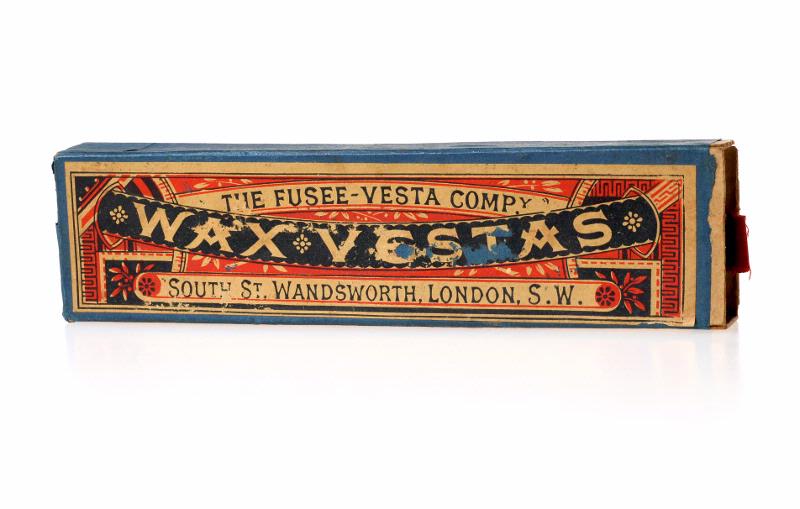 THE FUSEE-VESTA COMPY
WAX VESTAS
SOUTH ST. WANDSWORTH, LONDON, S.W.